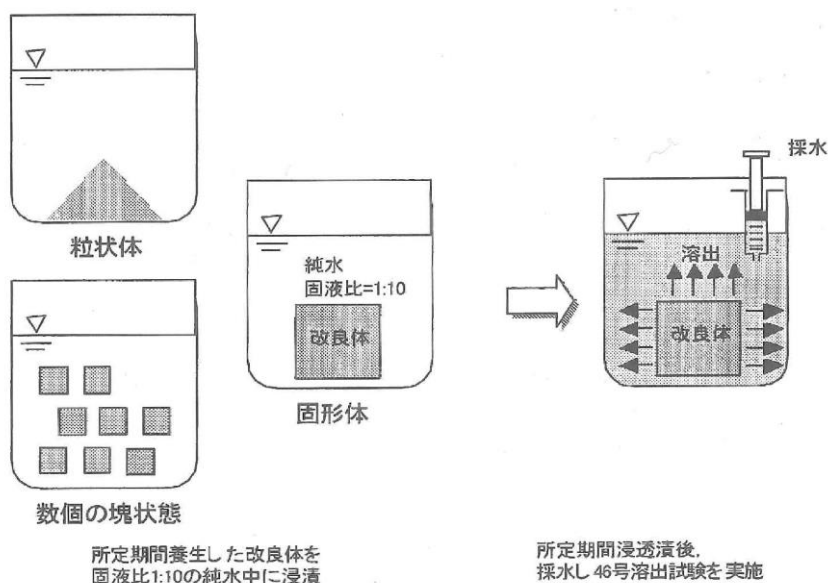 粒状体
数個の塊状態
純水
固液比=1:10
改良体
固形体
所定期間養生した改良体を
固液比1:10の純水中に浸漬
採水
溶出
改良体
所定期間浸透漬後,
採水し46号溶出試験を実施